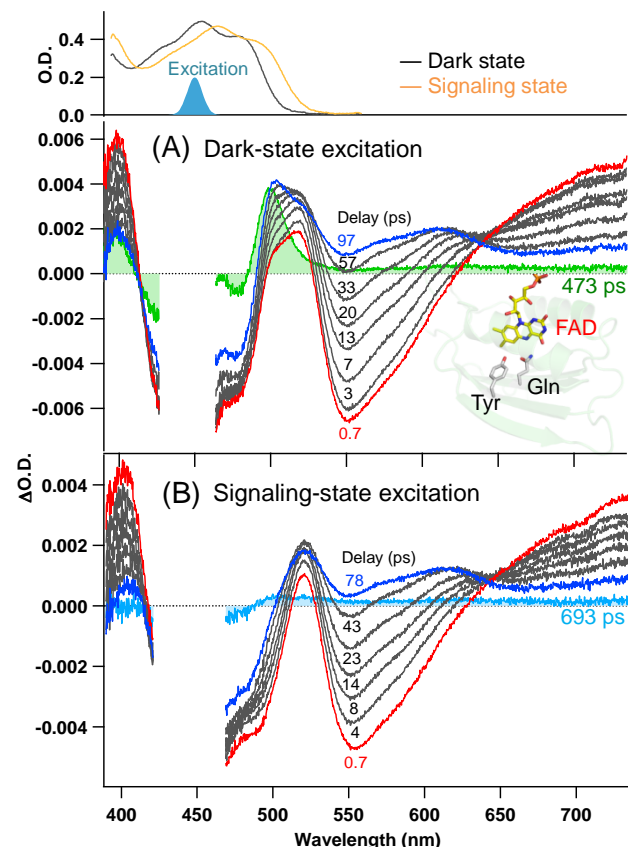 O.D.
0.4
0.2
0.0
Excitation
Dark state
Signaling state
(A) Dark-state excitation
0.006
0.004
0.002
0.000
-0.002
-0.004
-0.006
Delay (ps)
97
57
33
20
13
7
3
0.7
473 ps
FAD
Gln
Tyr
ΔO.D.
(B) Signaling-state excitation
0.004
0.002
0.000
-0.002
-0.004
Delay (ps)
78
43
23
14
8
4
0.7
693 ps
400 450 500 550 600 650 700
Wavelength (nm)